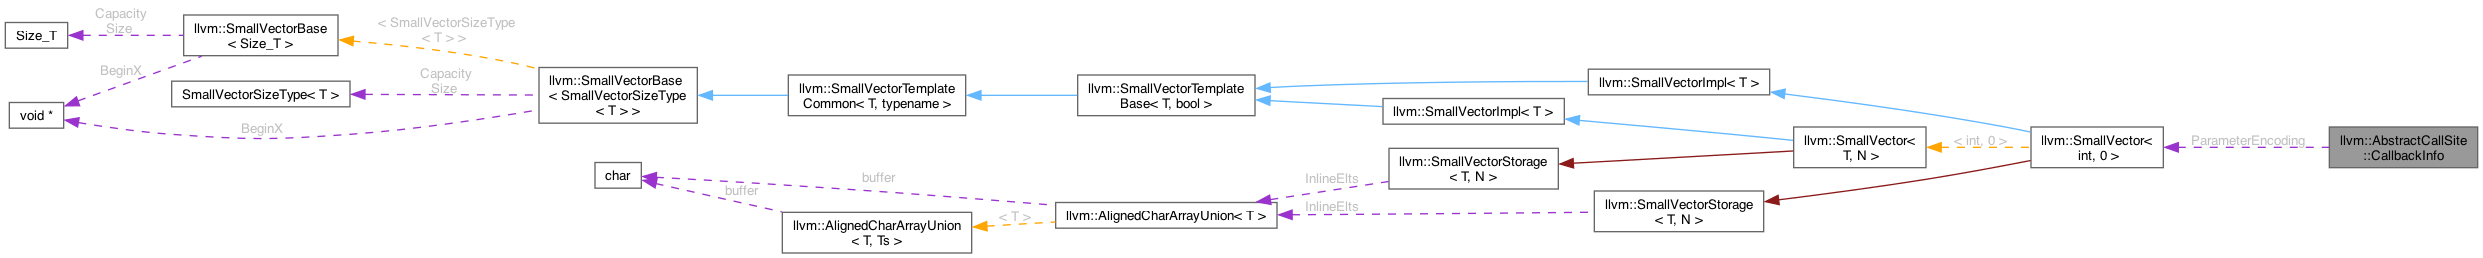 Size_T
Capacity
Size
llvm::SmallVectorBase
< Size_T >
< SmallVectorSizeType
< T > >
BeginX
SmallVectorSizeType< T >
Capacity
Size
void *
BeginX
llvm::SmallVectorBase
< SmallVectorSizeType
< T > >
llvm::SmallVectorTemplate
Common< T, typename >
llvm::SmallVectorTemplate
Base< T, bool >
llvm::SmallVectorImpl< T >
llvm::SmallVectorImpl< T >
llvm::SmallVector<
T, N >
< int, 0 >
llvm::SmallVector<
int, 0 >
ParameterEncoding
llvm::AbstractCallSite
::CallbackInfo
char
buffer
buffer
llvm::AlignedCharArrayUnion
< T, Ts >
< T >
llvm::AlignedCharArrayUnion< T >
InlineElts
InlineElts
llvm::SmallVectorStorage
< T, N >
llvm::SmallVectorStorage
< T, N >